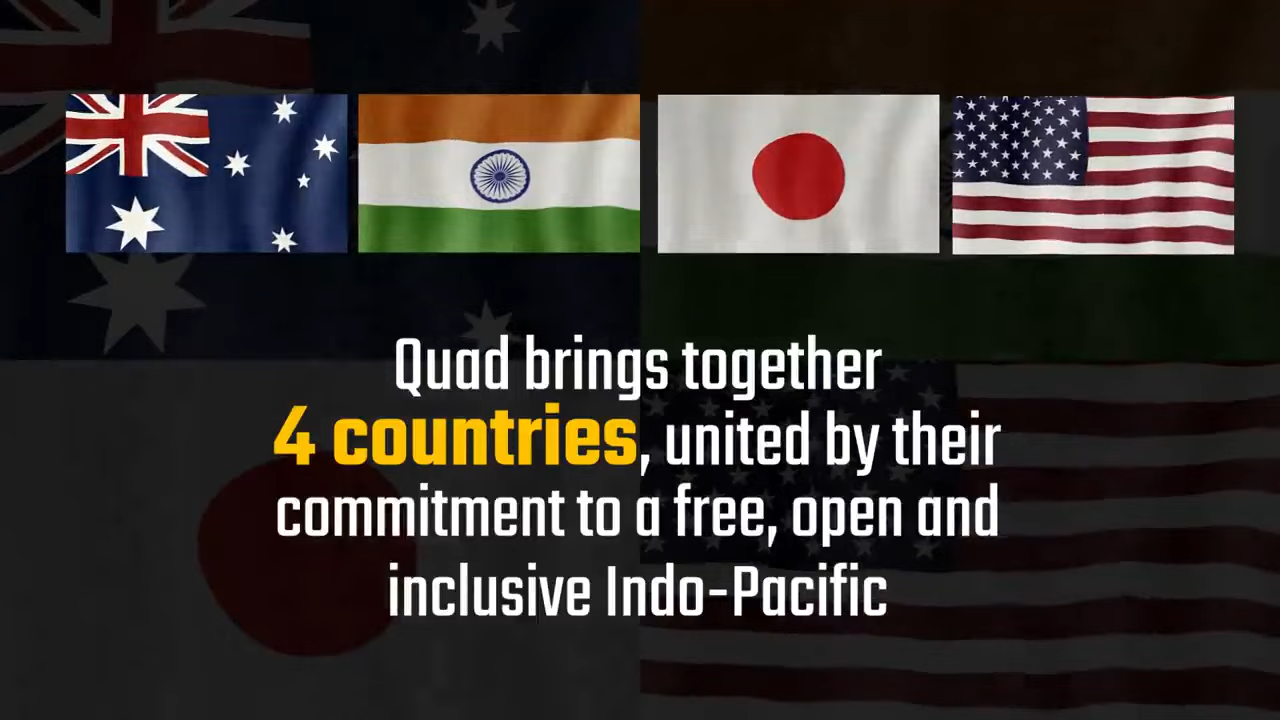 Quad brings together
4 countries, united by their
commitment to a free, open and
inclusive Indo-Pacific